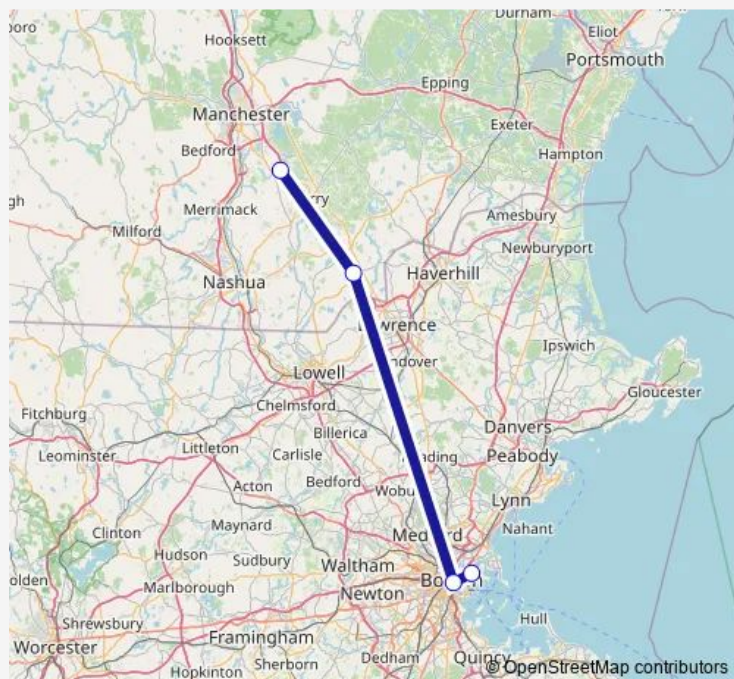 Durham
Hooksett
Eliot
Portsmouth
Epping
Manchester
Exeter
Bedford
Hampton
Merrimack
Amesbury
Milford
Newburyport
Nashua
Haverhill
Ipswich
Lowell
Gloucester
Chelmsford
Fitchburg
Danvers
Billerica
Littleton
Peabody
Leominster
Carlisle
Bedford
Acton
Lynn
Clinton
Maynard
Nahant
Hudson
Waltham
Sudbury
Marlborough
Newton
Shrewsbury
Hull
Framingham
Worcester
Sherborn
Dedham
Quincy
Hopkinton
© OpenStreetMap contributors